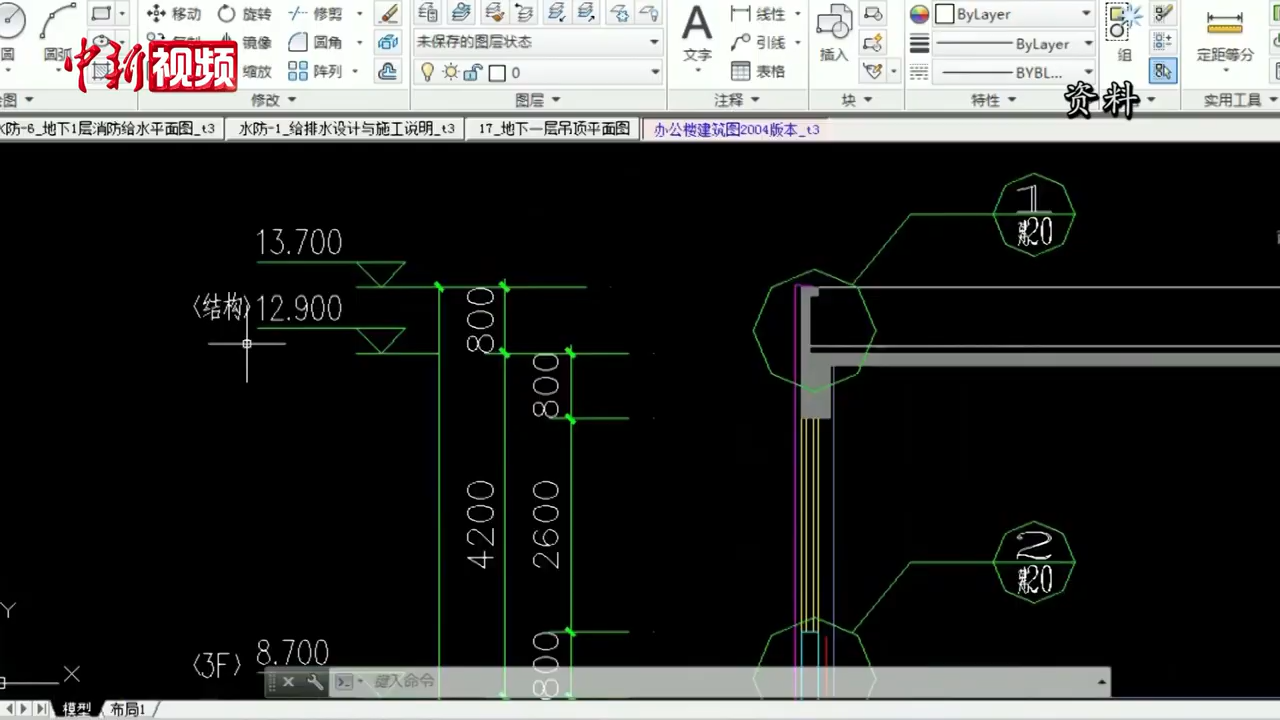 移动 旋转 修剪
圆 圆弧 镜像 圆角
缩放 阵列
修改
未保存的图层状态
0
图层
文字
线性
引线
表格
注释
插入
块
ByLayer
ByLayer
BYBL...
特性
组
定距等分
实用工具
中新视频
资料
水防-6_地下1层消防给水平面图_t3 水防-1_给排水设计与施工说明_t3 17_地下一层吊顶平面图 办公楼建筑图2004版本_t3
1
20
13.700
〈结构〉12.900
800
800
4200
2600
2
20
800
〈3F〉 8.700
Y
X
键入命令
模型 布局1